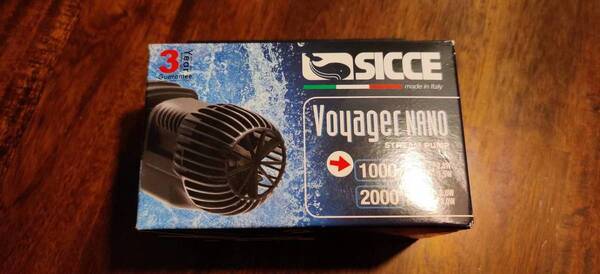 3 Year
Guarantee
SICCE
made in Italy
Voyager NANO
STREAM PUMP
1000
2000